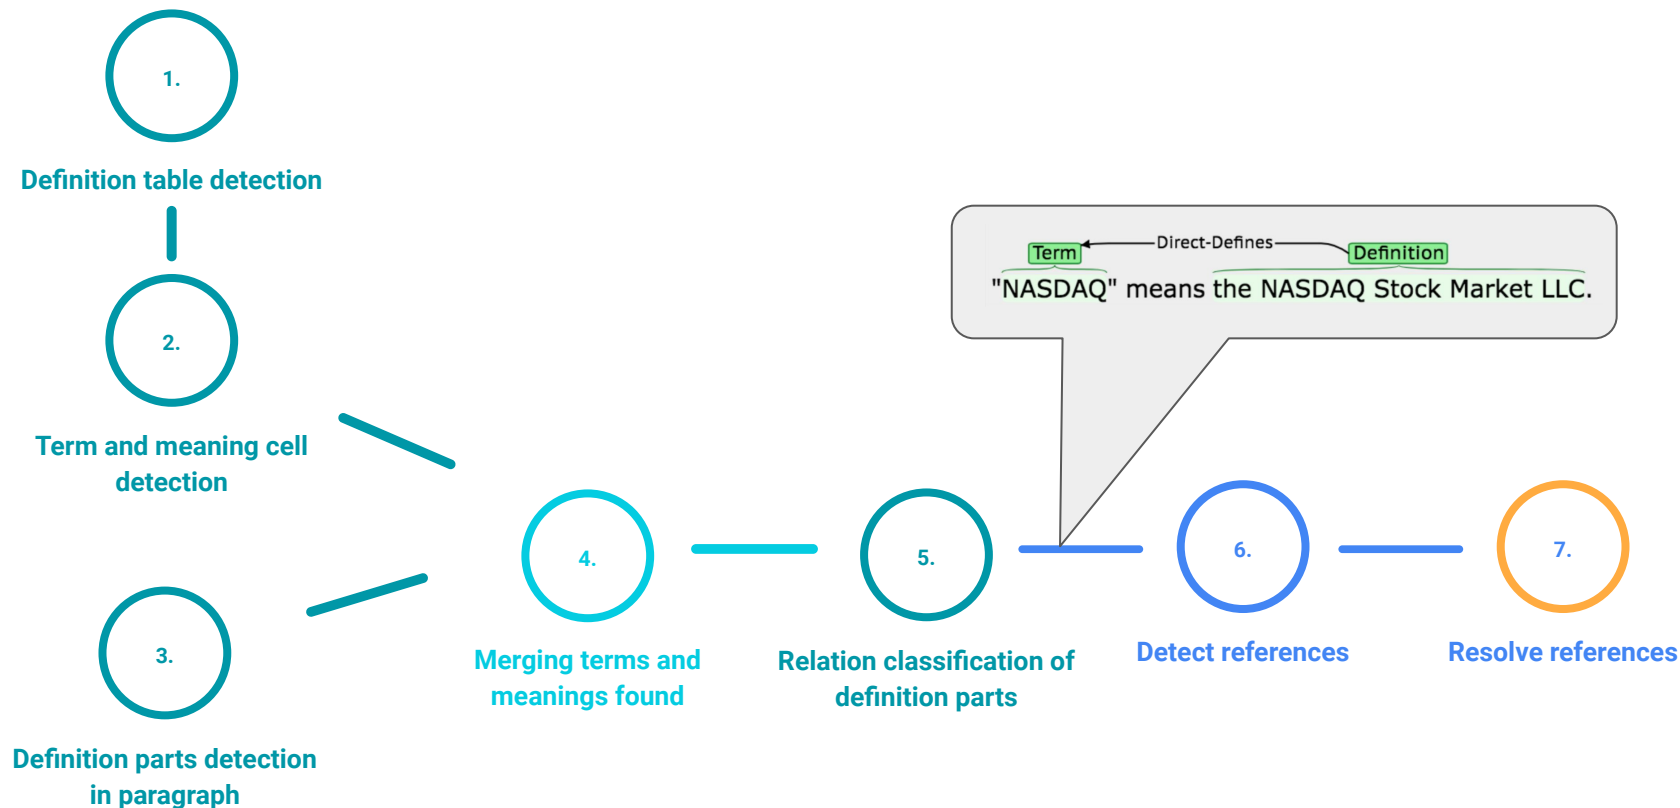 1.
Definition table detection
2.
Term and meaning cell
detection
3.
Definition parts detection
in paragraph
4.
Merging terms and
meanings found
5.
Relation classification of
definition parts
Term Direct-Defines Definition
"NASDAQ" means the NASDAQ Stock Market LLC.
6.
Detect references
7.
Resolve references